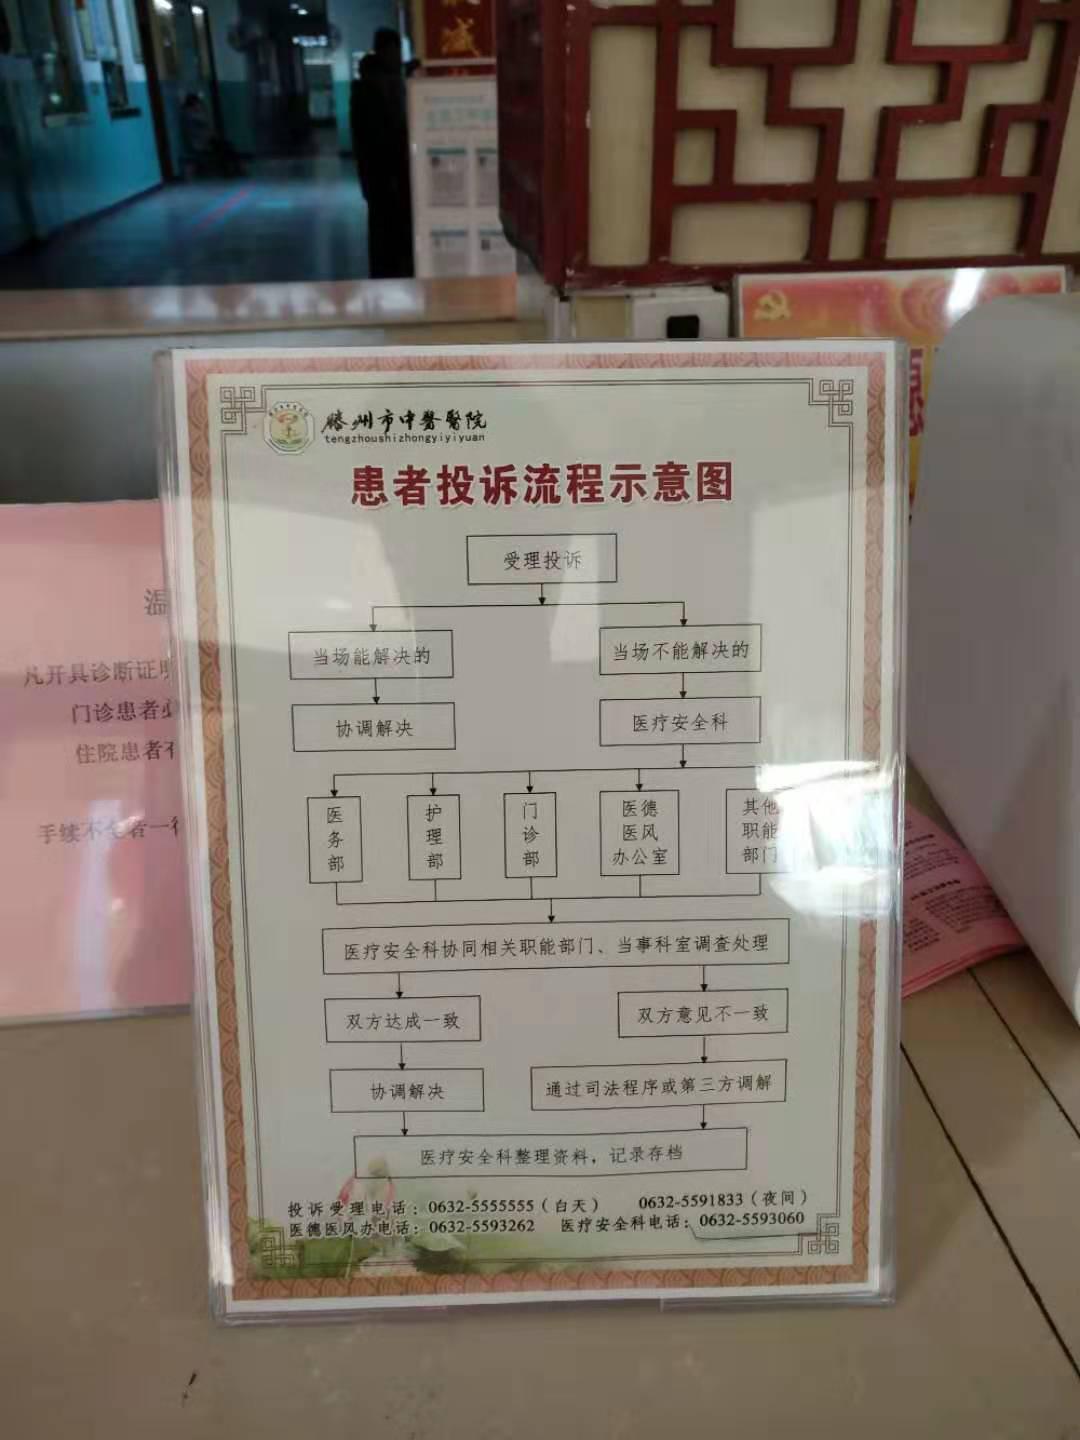 滕州市中醫醫院
tengzhoushizhongyiyiyuan
患者投诉流程示意图
受理投诉
当场能解决的
当场不能解决的
协调解决
医疗安全科
医务部
护理部
门诊部
医德
医风
办公室
其他
职能
部门
医疗安全科协同相关职能部门、当事科室调查处理
双方达成一致
双方意见不一致
协调解决
通过司法程序或第三方调解
医疗安全科整理资料，记录存档
投诉受理电话：0632-5555555（白天） 0632-5591833（夜间）
医德医风办电话：0632-5593262 医疗安全科电话：0632-5593060
温
凡开具诊断证明
门诊患者必
住院患者
手续不全者一律